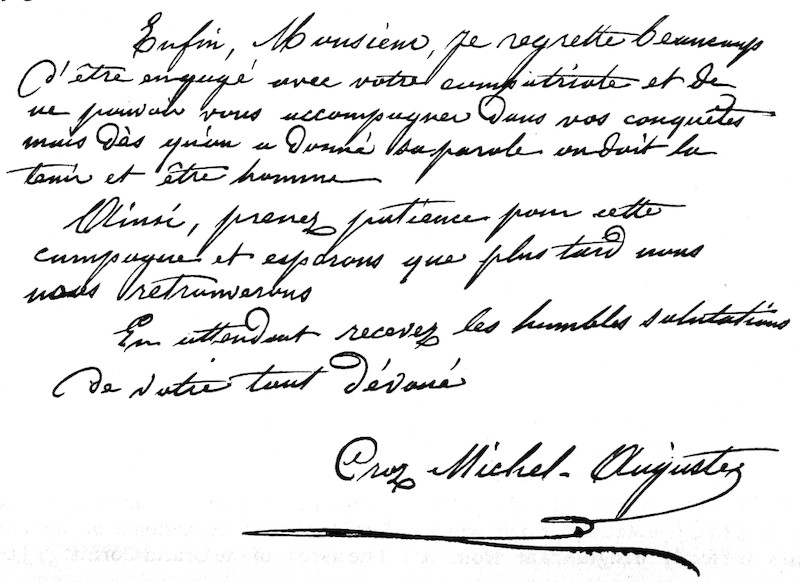 Enfin, Monsieur, je regrette beaucoup
d'être engagé avec votre compatriote et de
ne pouvoir vous accompagner dans vos conquêtes
mais dès qu'on a donné sa parole on doit la
tenir et être homme
Ainsi, prenez patience pour cette
campagne et esperons que plus tard nous
nous retrouverons
En attendant recevez les humbles salutations
de votre tout dévoué
Croz Michel-Auguste